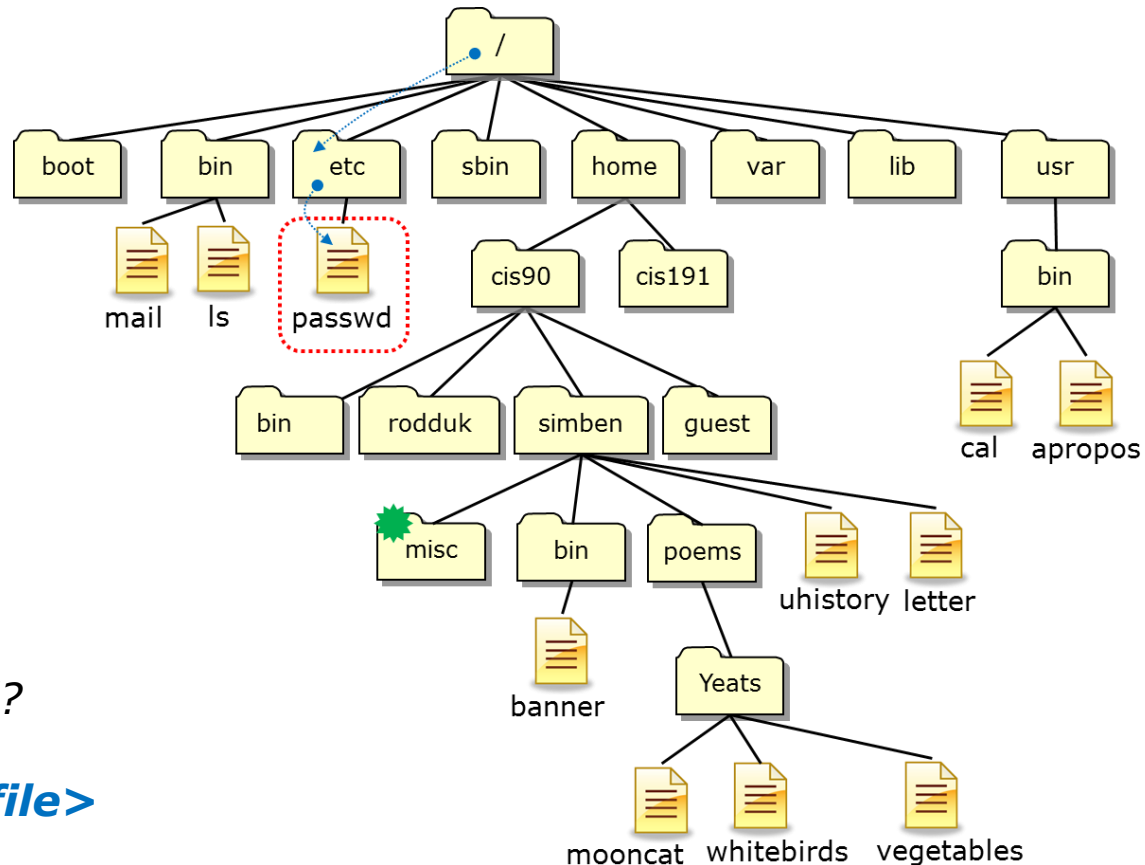 /
boot bin etc sbin home var lib usr
mail ls passwd
cis90 cis191 bin
cal apropos
bin rodduk simben guest
misc bin poems
uhistory letter
banner
Yeats
?
file>
mooncat whitebirds vegetables